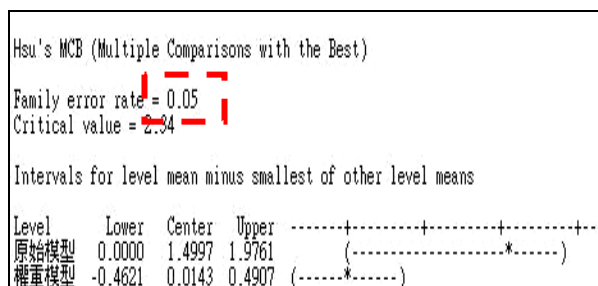 Hsu's MCB (Multiple Comparisons with the Best)
Family error rate = 0.05
Critical value = 2.34
Intervals for level mean minus smallest of other level means
Level Lower Center Upper -------+---------+---------+---------+--
原始模型 0.0000 1.4997 1.9761 (--------------------*------)
權重模型 -0.4621 0.0143 0.4907 (------*------)